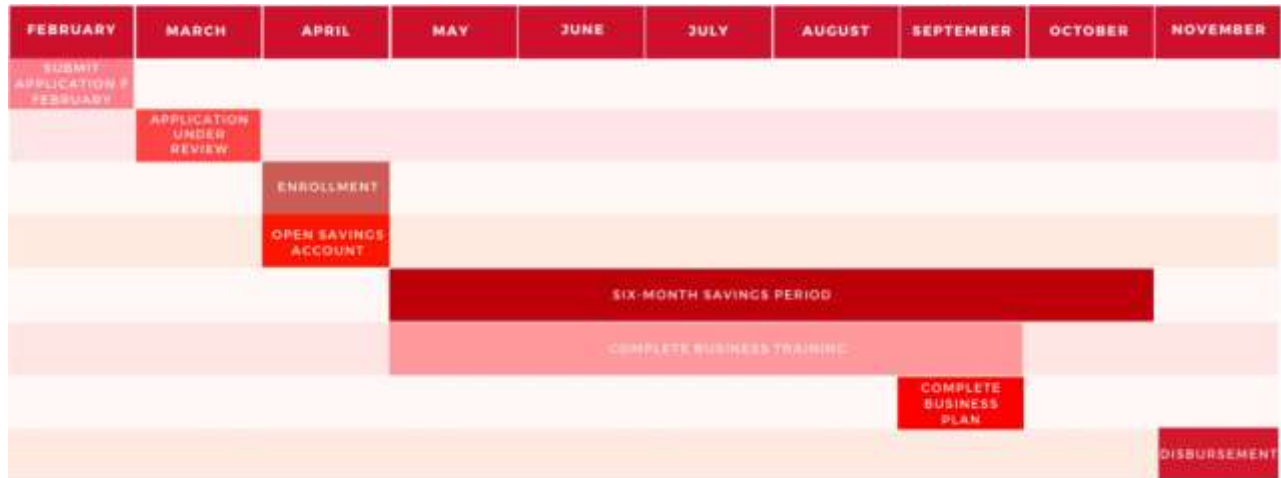 FEBRUARY MARCH APRIL MAY JUNE JULY AUGUST SEPTEMBER OCTOBER NOVEMBER
SUBMIT
APPLICATION
FEBRUARY
APPLICATION
UNDER
REVIEW
ENROLLMENT
OPEN SAVINGS
ACCOUNT
SIX-MONTH SAVINGS PERIOD
COMPLETE BUSINESS TRAINING
COMPLETE
BUSINESS
PLAN
DISBURSEMENT